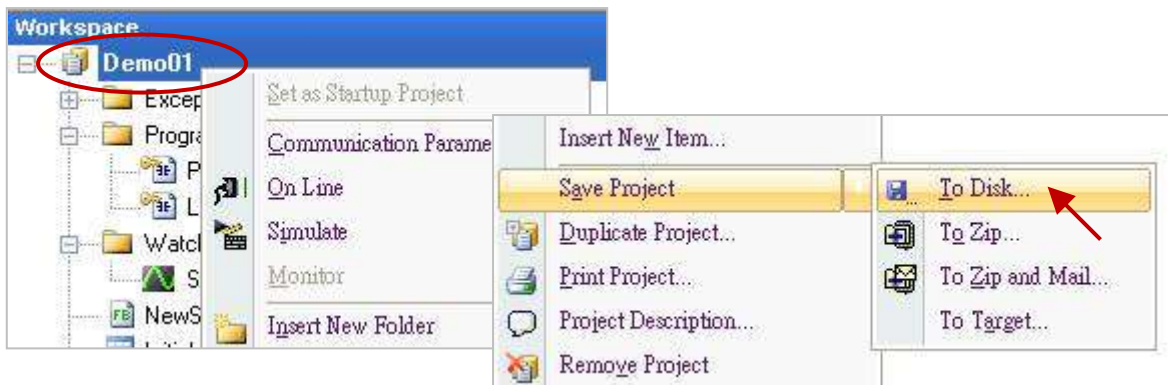 Workspace
Demo01
Excep
Progra
P
L
Watcl
S
NewS
Set as Startup Project
Communication Parame
On Line
Simulate
Monitor
Insert New Folder
Insert New Item...
Save Project
Duplicate Project...
Print Project...
Project Description...
Remove Project
To Disk...
To Zip...
To Zip and Mail...
To Target...